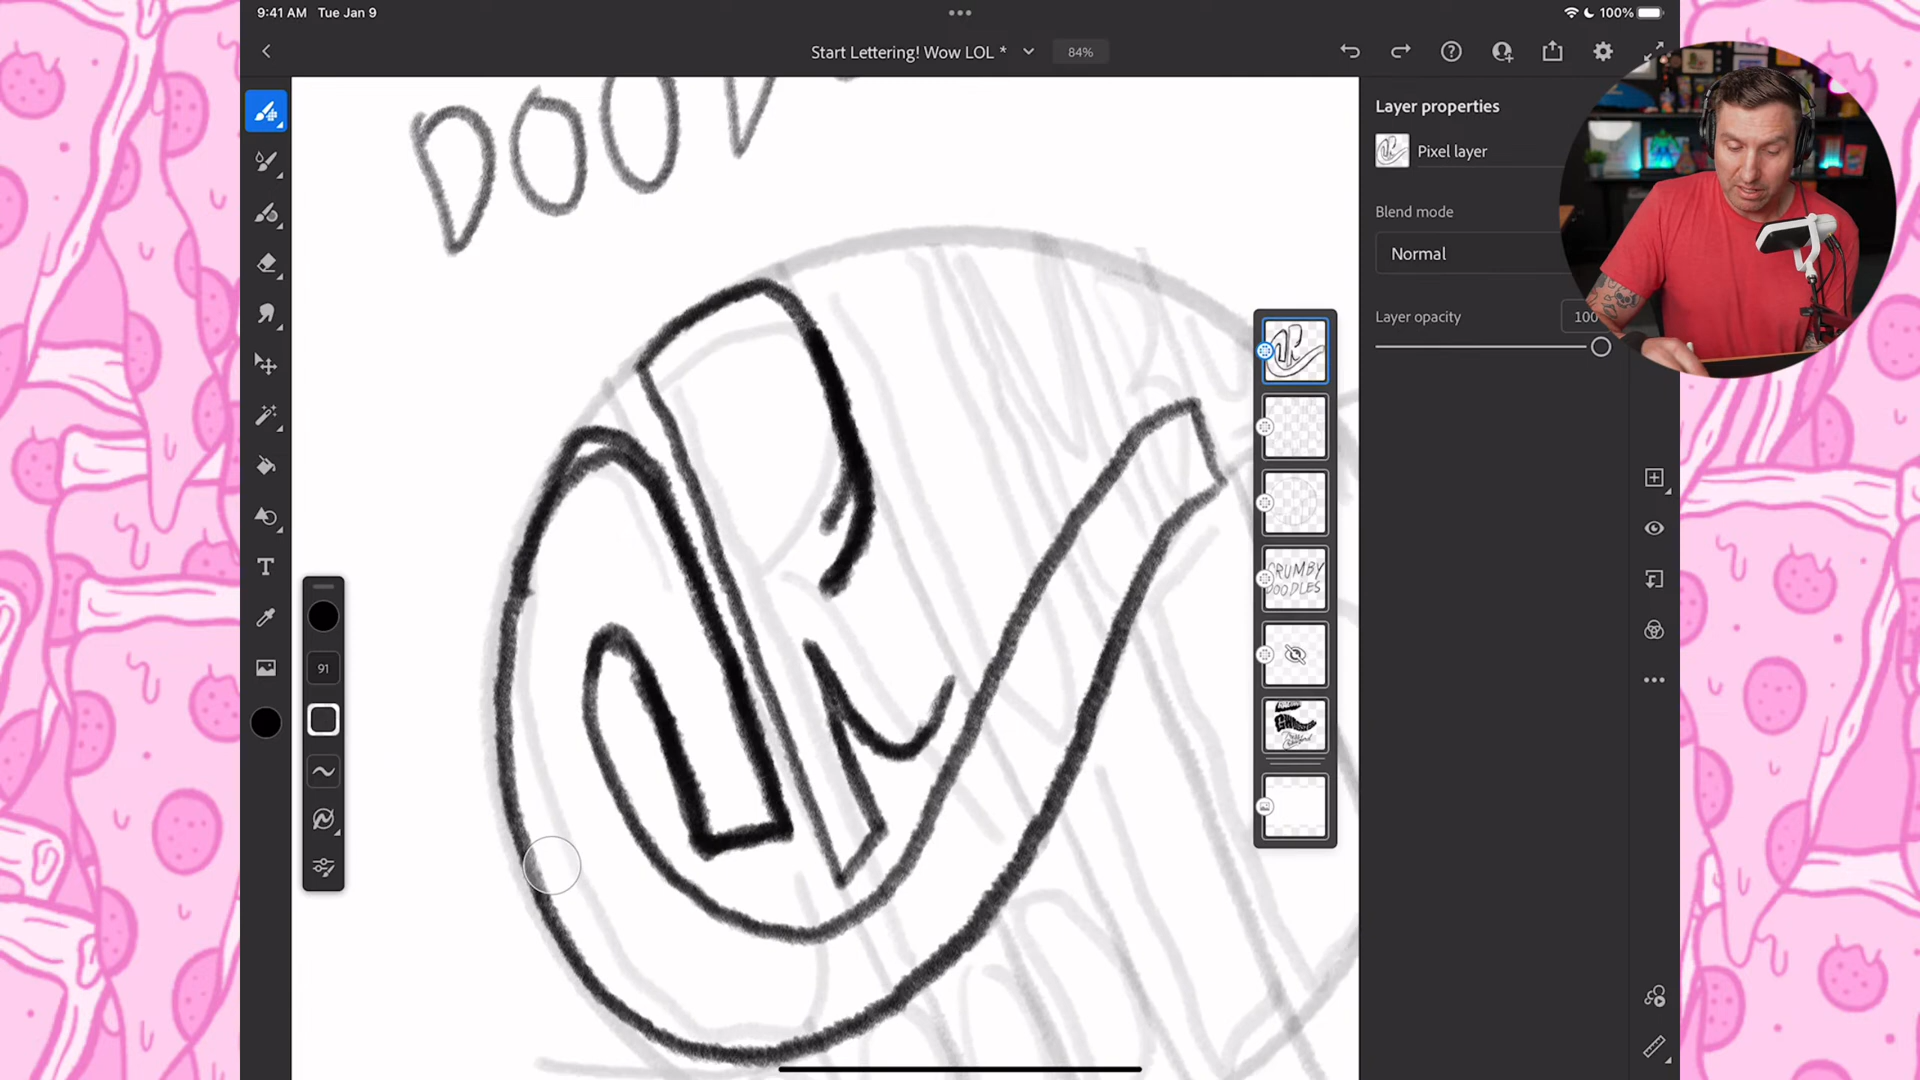 9:41 AM Tue Jan 9
100%
Start Lettering! Wow LOL *
84%
DOOD
Layer properties
Pixel layer
Blend mode
Normal
Layer opacity
100
CRUMBY
DOODLES
91
T